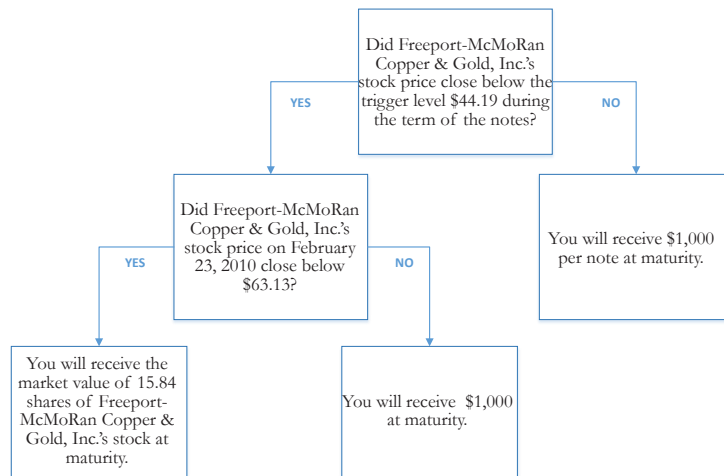 Did Freeport-McMoRan
Copper & Gold, Inc.'s
stock price close below the
trigger level $44.19 during
the term of the notes?
YES
NO
Did Freeport-McMoRan
Copper & Gold, Inc.'s
stock price on February
23, 2010 close below
$63.13?
You will receive $1,000
per note at maturity.
YES
NO
You will receive the
market value of 15.84
shares of Freeport-
McMoRan Copper &
Gold, Inc.'s stock at
maturity.
You will receive $1,000
at maturity.